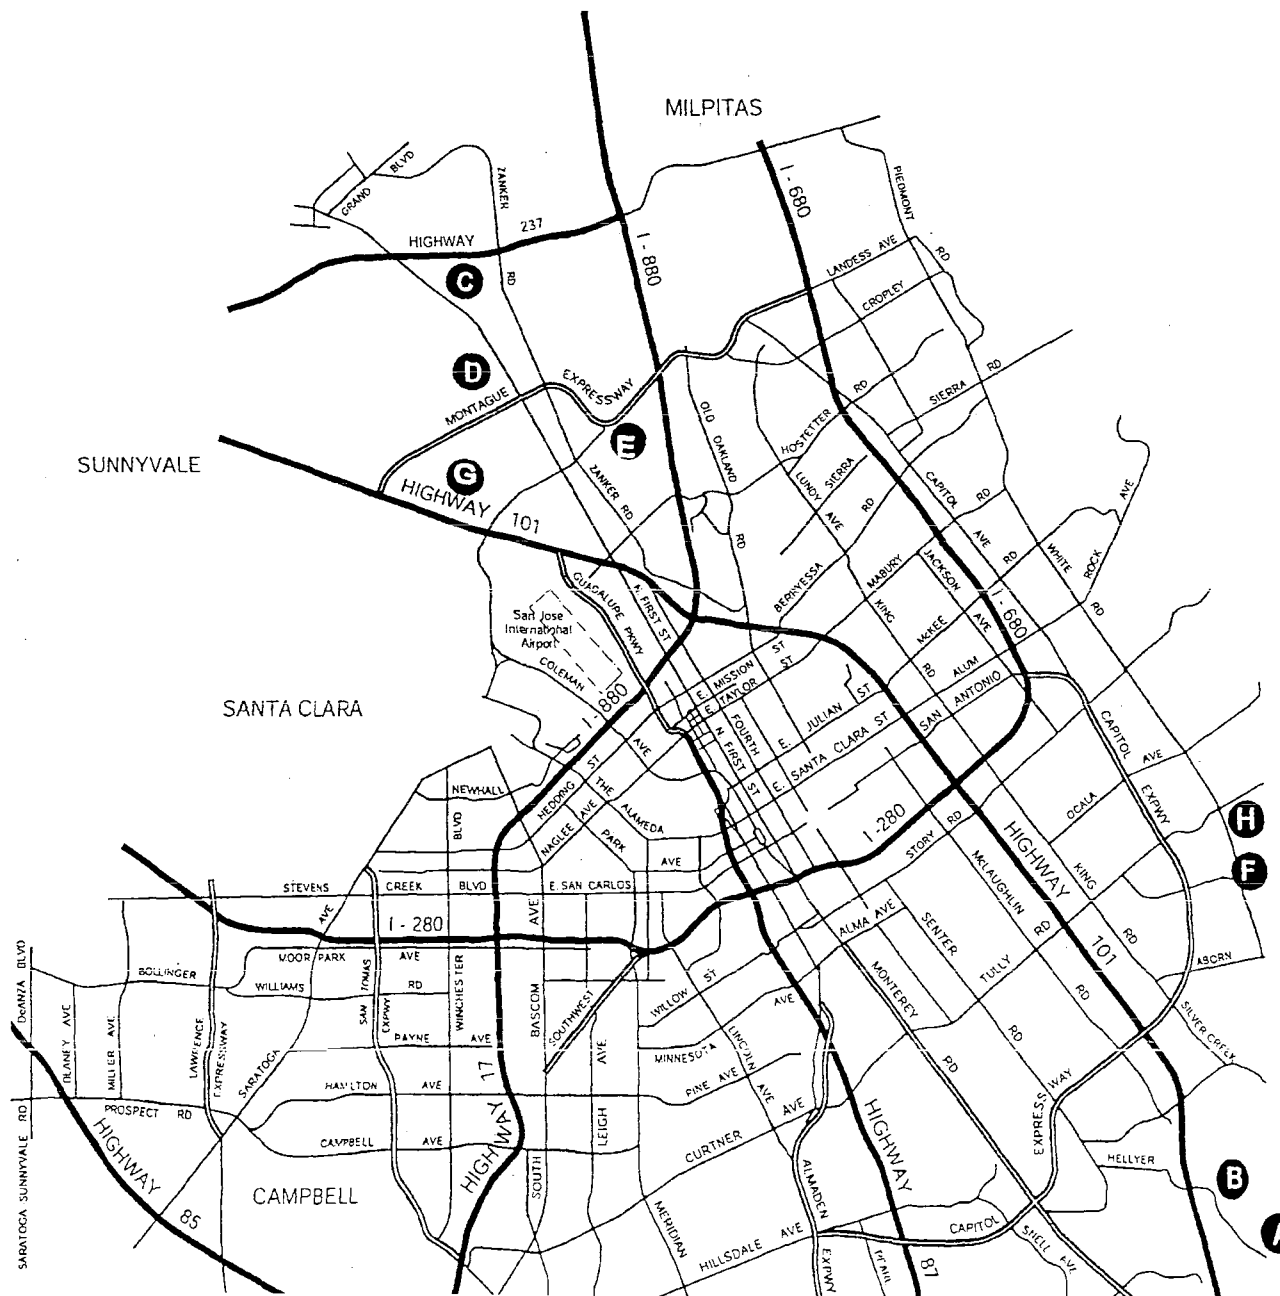 MILPITAS
GRAND BLVD
ZANKER RD
PIEDMONT RD
I - 680
HIGHWAY 237
I - 880
LANDESS AVE
CROPLEY
C
D
MONTAGUE EXPRESSWAY
SIERRA RD
HOSTETTER RD
OLD OAKLAND RD
E
SUNNYVALE
G
HIGHWAY 101
ZANKER RD
LUNDY AVE
SIERRA RD
CAPITOL AVE
RD
BERRYESSA
MABURY RD
JACKSON AVE
WHITE RD
ROCK AVE
KING RD
McKEE
I - 680
ALUM
GUADALUPE PKWY
N FIRST ST
San Jose
International
Airport
COLEMAN AVE
E. MISSION ST
E. TAYLOR ST
SAN ANTONIO
SANTA CLARA
I - 880
E. JULIAN ST
E. SANTA CLARA ST
FOURTH
N FIRST ST
CAPITOL EXPWY
AVE
OCALA
NEWHALL
HEDDING ST
THE ALAMEDA
NAGLEE AVE
PARK AVE
I - 280
STORY RD
HIGHWAY 101
H
F
KING RD
McLAUGHLIN RD
STEVENS CREEK BLVD
E. SAN CARLOS
WINCHESTER BLVD
I - 280
MOOR PARK AVE
BOLLINGER
WILLIAMS RD
SAN TOMAS EXPWY
BASCOM AVE
SOUTHWEST
WILLOW ST
ALMA AVE
SENTER RD
TULLY RD
MONTEREY RD
ABORN
SILVER CREEK
DeANZA BLVD
BLANEY AVE
MILLER AVE
LAWRENCE EXPRESSWAY
SARATOGA AVE
PAYNE AVE
MINNESOTA AVE
LINCOLN AVE
PINE AVE
HAMILTON AVE
PROSPECT RD
CAMPBELL AVE
LEIGH AVE
17
HIGHWAY
CURTNER AVE
EXPRESS WAY
HELLYER
HIGHWAY 85
CAMPBELL
SOUTH
MERIDIAN
ALMADEN EXPWY
HIGHWAY 87
HILLSDALE AVE
CAPITOL
SNELL AVE
PEARL
B
A
SARATOGA SUNNYVALE RD